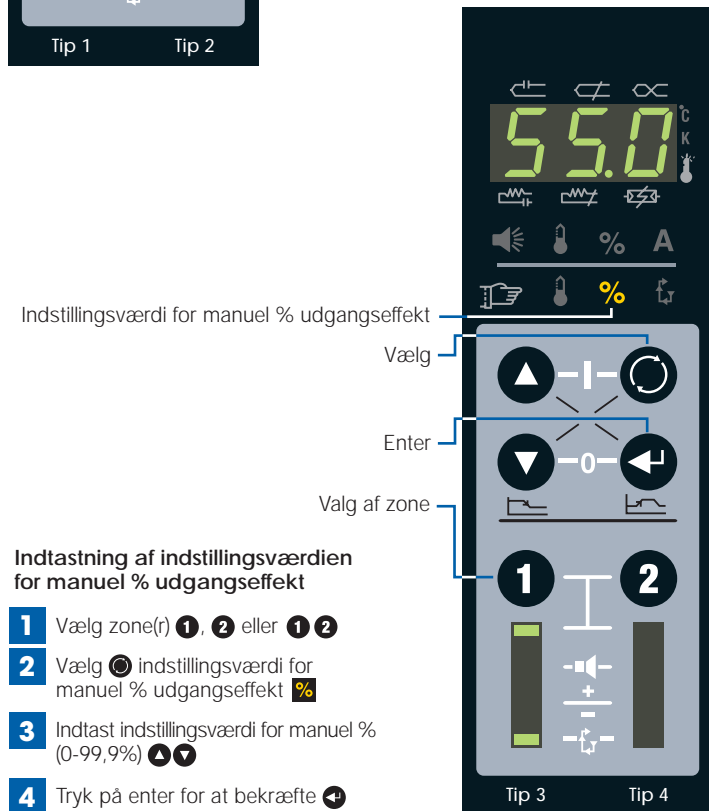 Tip 1 Tip 2
55.0
°C
K
% A
%
Indstillingsværdi for manuel % udgangseffekt
Vælg
I
Enter
0
Valg af zone
1 2
+
−
Tip 3 Tip 4
Indtastning af indstillingsværdien
for manuel % udgangseffekt
1 Vælg zone(r) 1, 2 eller 1 2
2 Vælg indstillingsværdi for
manuel % udgangseffekt %
3 Indtast indstillingsværdi for manuel %
(0-99,9%)
4 Tryk på enter for at bekræfte